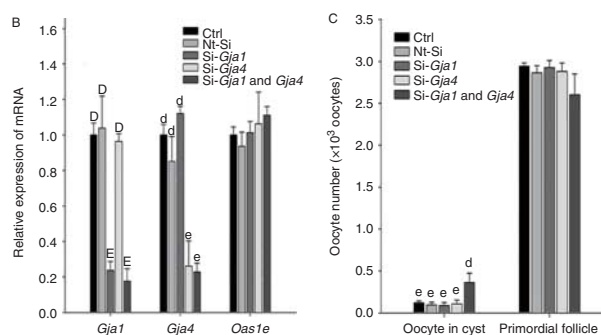 B
Relative expression of mRNA
1.6
1.4
1.2
1.0
0.8
0.6
0.4
0.2
0.0
Ctrl
Nt-Si
Si-Gja1
Si-Gja4
Si-Gja1 and Gja4
D
D
E
D
E
d
d
d
e
e
Gja1
Gja4
Oas1e
C
Oocyte number (×10³ oocytes)
3.5
3.0
2.5
2.0
1.5
1.0
0.5
0.0
Ctrl
Nt-Si
Si-Gja1
Si-Gja4
Si-Gja1 and Gja4
e
e
e
e
d
Oocyte in cyst
Primordial follicle